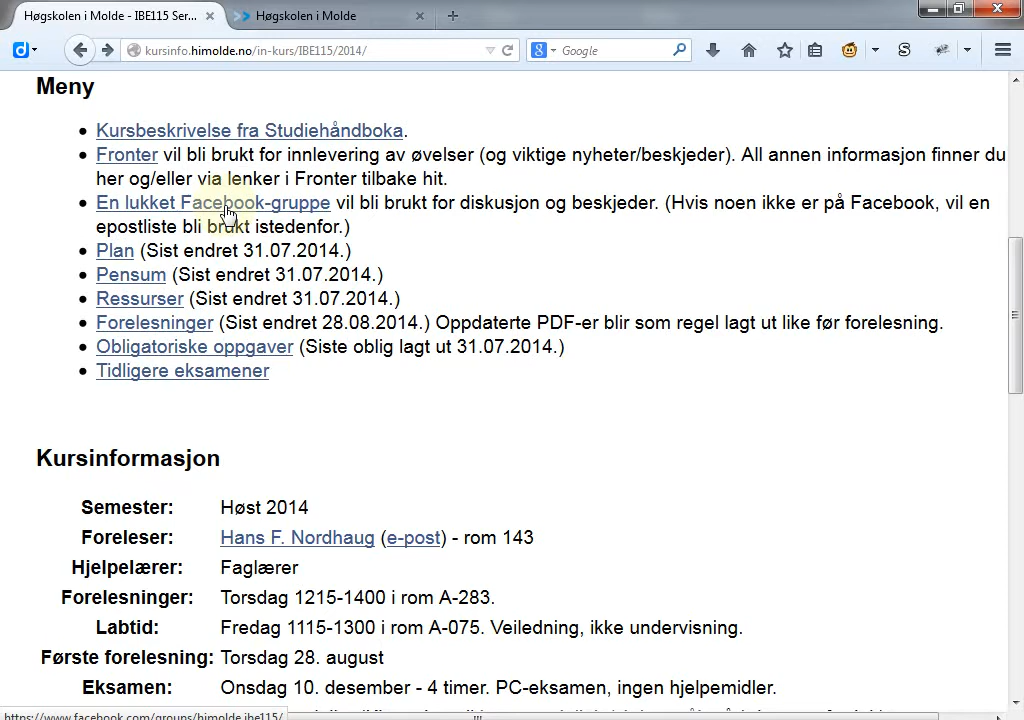 Høgskolen i Molde - IBE115 Ser...
Høgskolen i Molde
kursinfo.himolde.no/in-kurs/IBE115/2014/
Google
Meny
Kursbeskrivelse fra Studiehåndboka.
Fronter vil bli brukt for innlevering av øvelser (og viktige nyheter/beskjeder). All annen informasjon finner du
her og/eller via lenker i Fronter tilbake hit.
En lukket Facebook-gruppe vil bli brukt for diskusjon og beskjeder. (Hvis noen ikke er på Facebook, vil en
epostliste bli brukt istedenfor.)
Plan (Sist endret 31.07.2014.)
Pensum (Sist endret 31.07.2014.)
Ressurser (Sist endret 31.07.2014.)
Forelesninger (Sist endret 28.08.2014.) Oppdaterte PDF-er blir som regel lagt ut like før forelesning.
Obligatoriske oppgaver (Siste oblig lagt ut 31.07.2014.)
Tidligere eksamener
Kursinformasjon
Semester: Høst 2014
Foreleser: Hans F. Nordhaug (e-post) - rom 143
Hjelpelærer: Faglærer
Forelesninger: Torsdag 1215-1400 i rom A-283.
Labtid: Fredag 1115-1300 i rom A-075. Veiledning, ikke undervisning.
Første forelesning: Torsdag 28. august
Eksamen: Onsdag 10. desember - 4 timer. PC-eksamen, ingen hjelpemidler.
https://www.facebook.com/groups/himolde.ibe115/